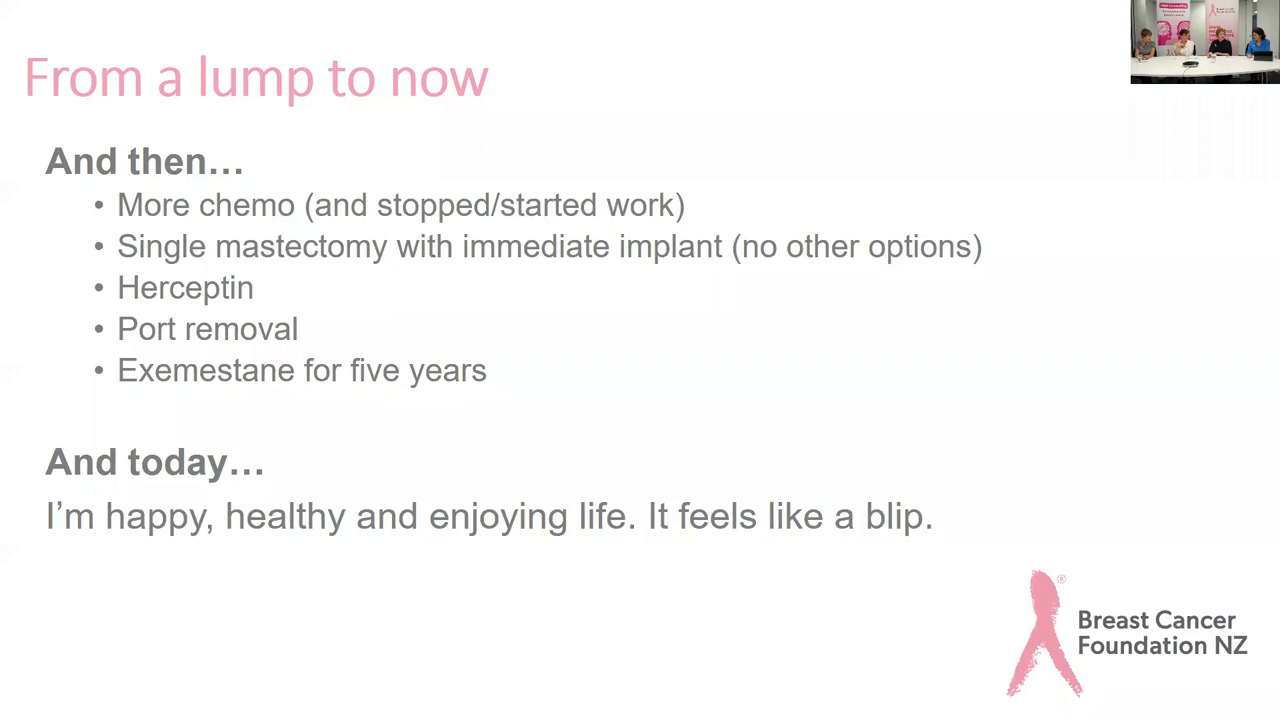 From a lump to now
And then…
• More chemo (and stopped/started work)
• Single mastectomy with immediate implant (no other options)
• Herceptin
• Port removal
• Exemestane for five years
And today…
I'm happy, healthy and enjoying life. It feels like a blip.
®
Breast Cancer
Foundation NZ